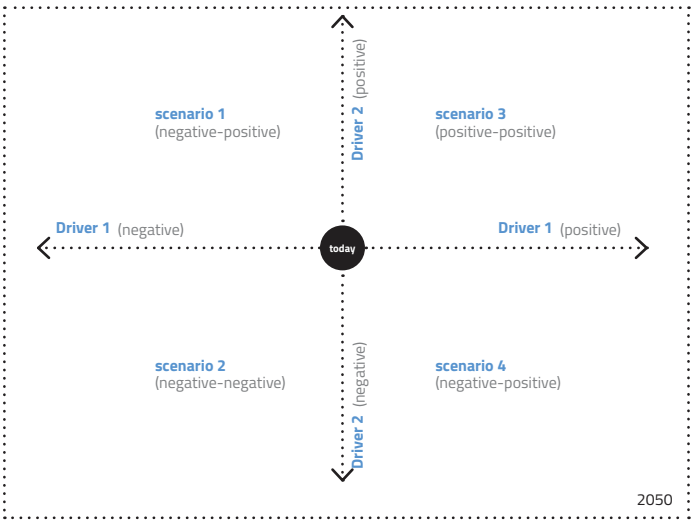 Driver 2 (positive)
scenario 1
(negative-positive)
scenario 3
(positive-positive)
Driver 1 (negative)
Driver 1 (positive)
today
scenario 2
(negative-negative)
scenario 4
(negative-positive)
Driver 2 (negative)
2050